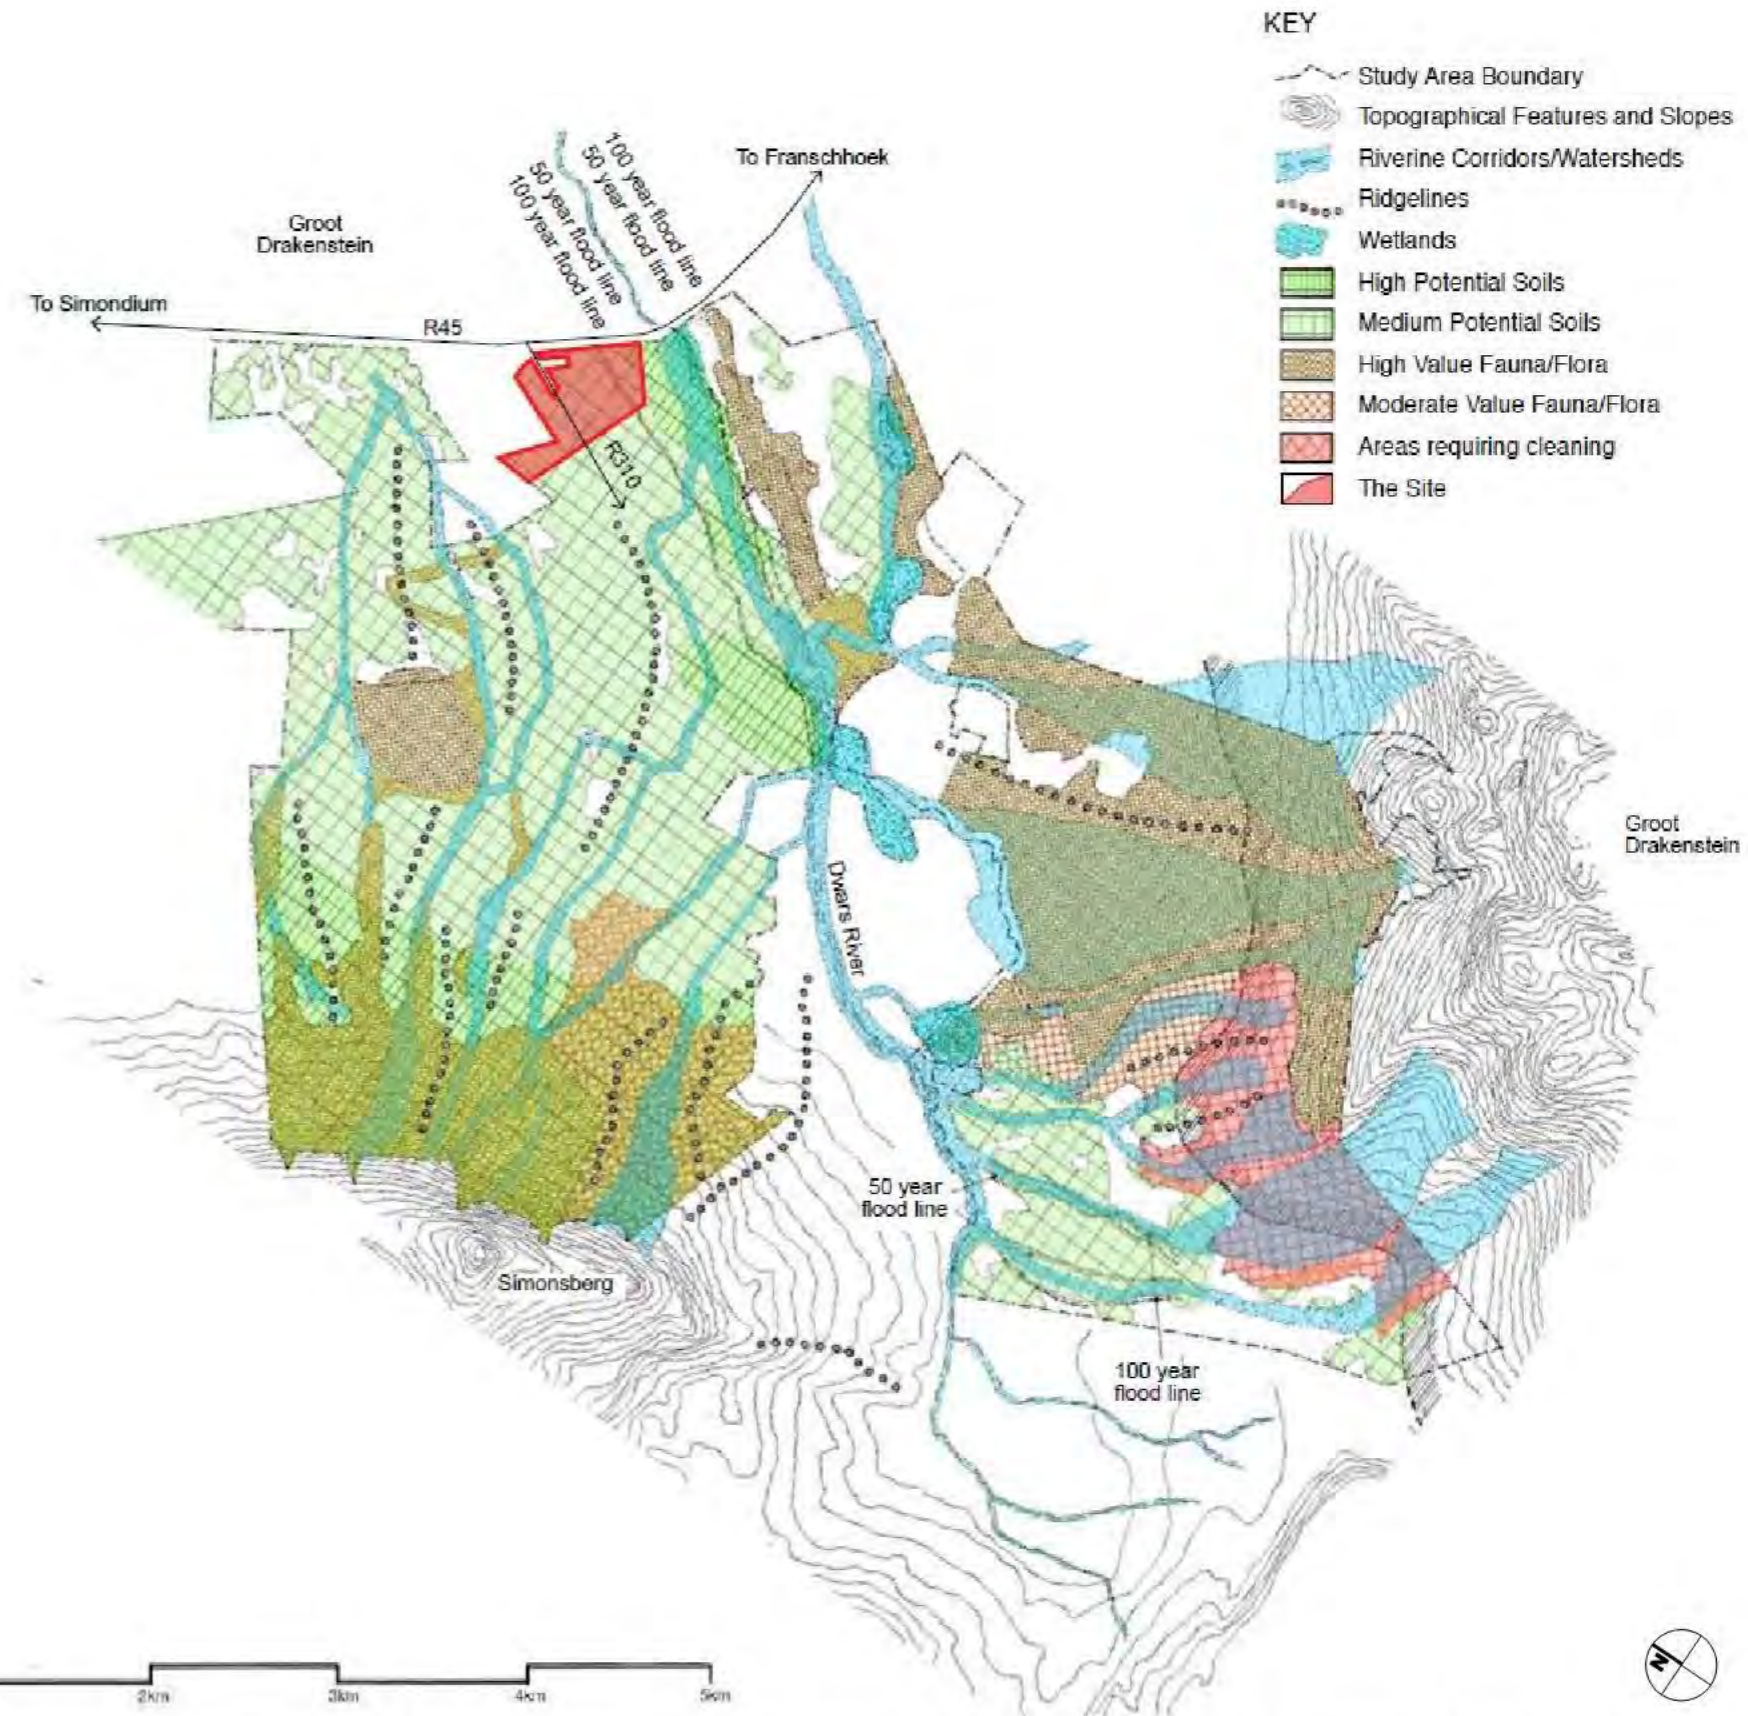 KEY
Study Area Boundary
Topographical Features and Slopes
Riverine Corridors/Watersheds
Ridgelines
Wetlands
High Potential Soils
Medium Potential Soils
High Value Fauna/Flora
Moderate Value Fauna/Flora
Areas requiring cleaning
The Site
To Franschhoek
100 year flood line
50 year flood line
50 year flood line
100 year flood line
Groot
Drakenstein
To Simondium
R45
R310
Groot
Drakenstein
Dwars River
50 year
flood line
Simonsberg
100 year
flood line
N
2km
3km
4km
5km